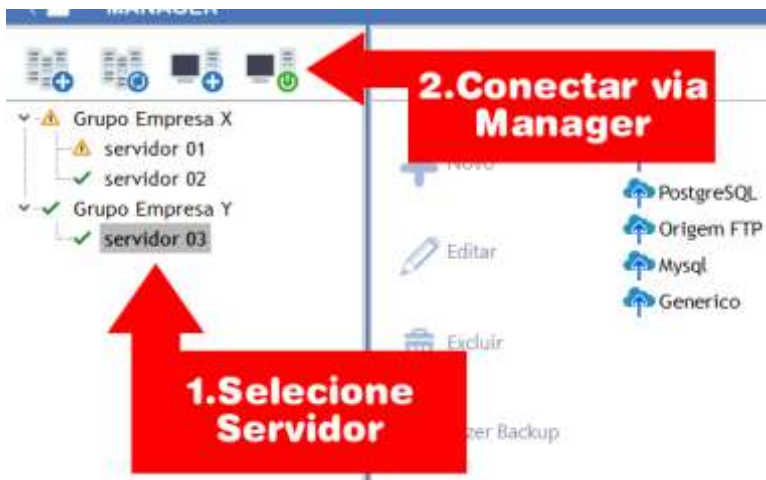 MANAGER
2.Conectar via
Manager
Grupo Empresa X
servidor 01
servidor 02
Grupo Empresa Y
servidor 03
Novo
Editar
Excluir
zer Backup
PostgreSQL
Origem FTP
Mysql
Generico
1.Selecione
Servidor